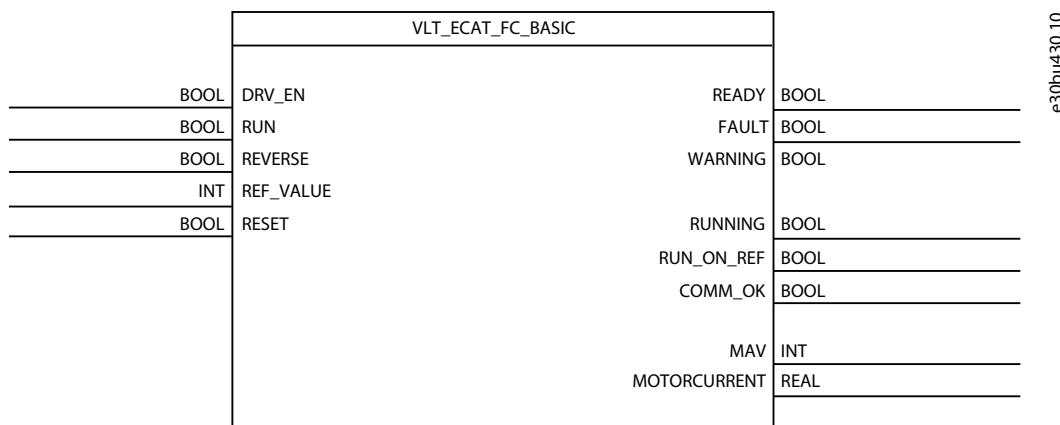 VLT_ECAT_FC_BASIC
BOOL DRV_EN READY BOOL
BOOL RUN FAULT BOOL
BOOL REVERSE WARNING BOOL
INT REF_VALUE
BOOL RESET RUNNING BOOL
RUN_ON_REF BOOL
COMM_OK BOOL
MAV INT
MOTORCURRENT REAL
e30bu430.10